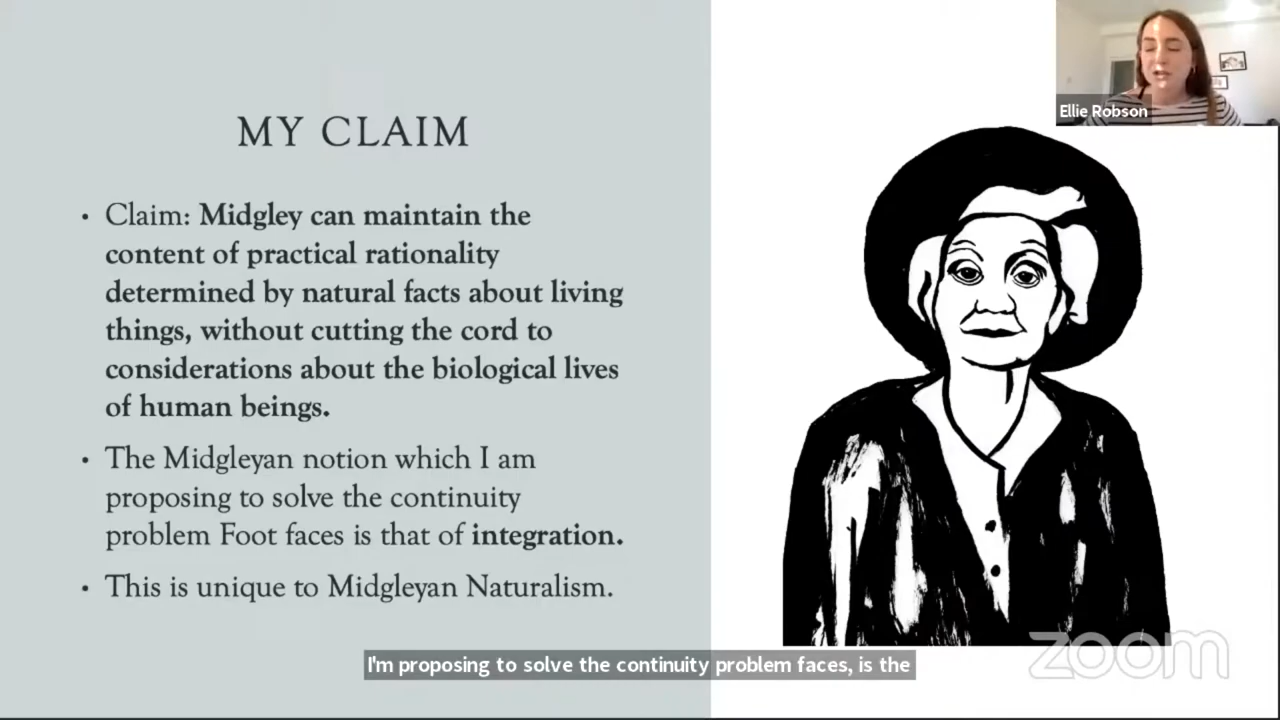 Ellie Robson
MY CLAIM
• Claim: Midgley can maintain the
content of practical rationality
determined by natural facts about living
things, without cutting the cord to
considerations about the biological lives
of human beings.
• The Midgleyan notion which I am
proposing to solve the continuity
problem Foot faces is that of integration.
• This is unique to Midgleyan Naturalism.
zoom
I'm proposing to solve the continuity problem faces, is the